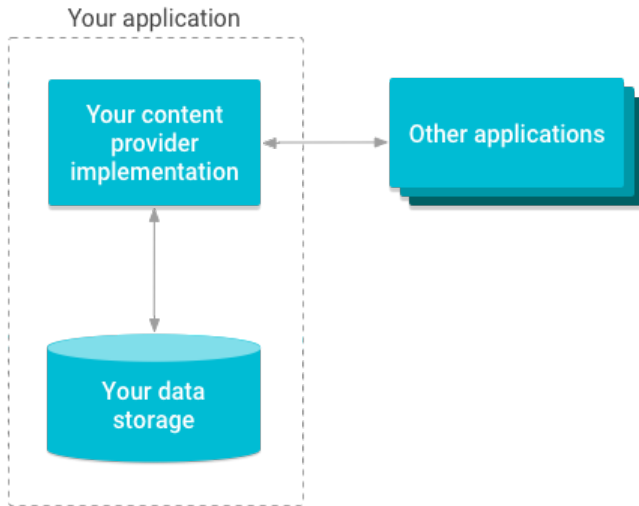 Your application
Your content
provider
implementation
Other applications
Your data
storage